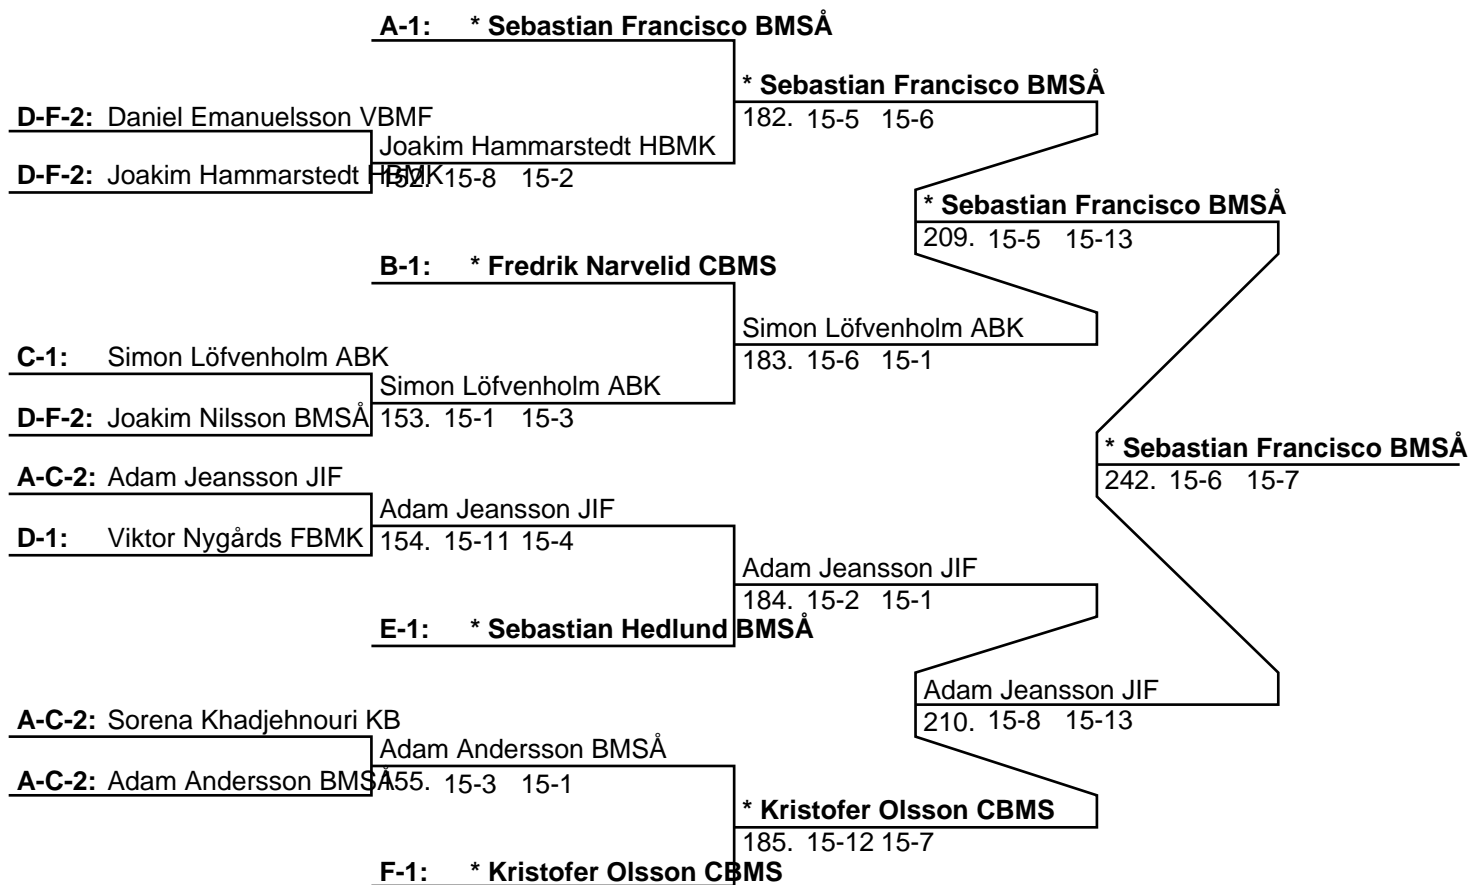 A-1: * Sebastian Francisco BMSÅ
* Sebastian Francisco BMSÅ
182. 15-5 15-6
D-F-2: Daniel Emanuelsson VBMF
Joakim Hammarstedt HBMK
152. 15-8 15-2
D-F-2: Joakim Hammarstedt HBMK
* Sebastian Francisco BMSÅ
209. 15-5 15-13
B-1: * Fredrik Narvelid CBMS
Simon Löfvenholm ABK
183. 15-6 15-1
C-1: Simon Löfvenholm ABK
Simon Löfvenholm ABK
153. 15-1 15-3
D-F-2: Joakim Nilsson BMSÅ
* Sebastian Francisco BMSÅ
242. 15-6 15-7
A-C-2: Adam Jeansson JIF
Adam Jeansson JIF
154. 15-11 15-4
D-1: Viktor Nygårds FBMK
Adam Jeansson JIF
184. 15-2 15-1
E-1: * Sebastian Hedlund BMSÅ
Adam Jeansson JIF
210. 15-8 15-13
A-C-2: Sorena Khadjehnouri KB
Adam Andersson BMSÅ
155. 15-3 15-1
A-C-2: Adam Andersson BMSÅ
* Kristofer Olsson CBMS
185. 15-12 15-7
F-1: * Kristofer Olsson CBMS